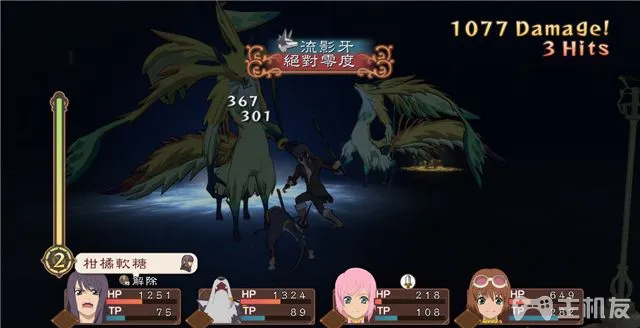 1077 Damage!
3 Hits
流影牙
絕對零度
367
301
2
柑橘軟糖
解除
HP 1251
TP 75
HP 1324
TP 89
HP 218
TP 108
HP 649
主机友